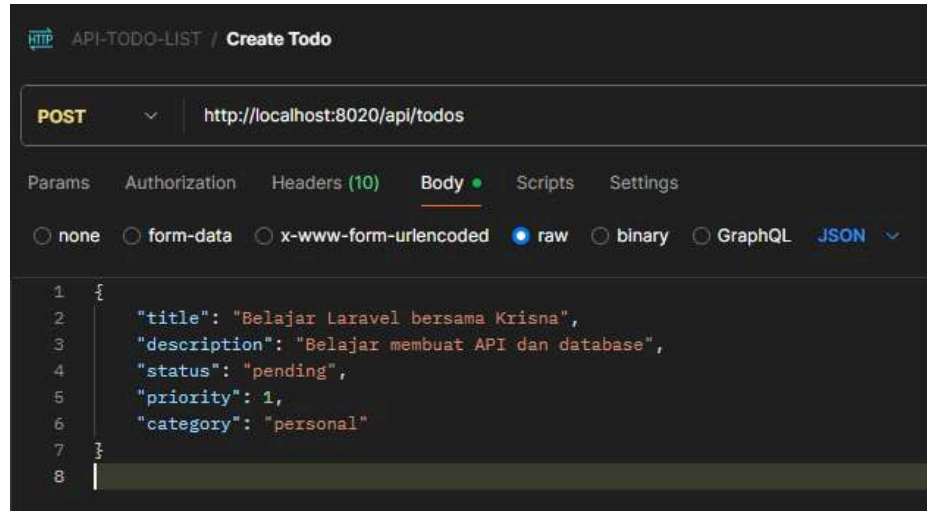 HTTP API-TODO-LIST / Create Todo
POST http://localhost:8020/api/todos
Params Authorization Headers (10) Body Scripts Settings
none form-data x-www-form-urlencoded raw binary GraphQL JSON
1 {
2 "title": "Belajar Laravel bersama Krisna",
3 "description": "Belajar membuat API dan database",
4 "status": "pending",
5 "priority": 1,
6 "category": "personal"
7 }
8